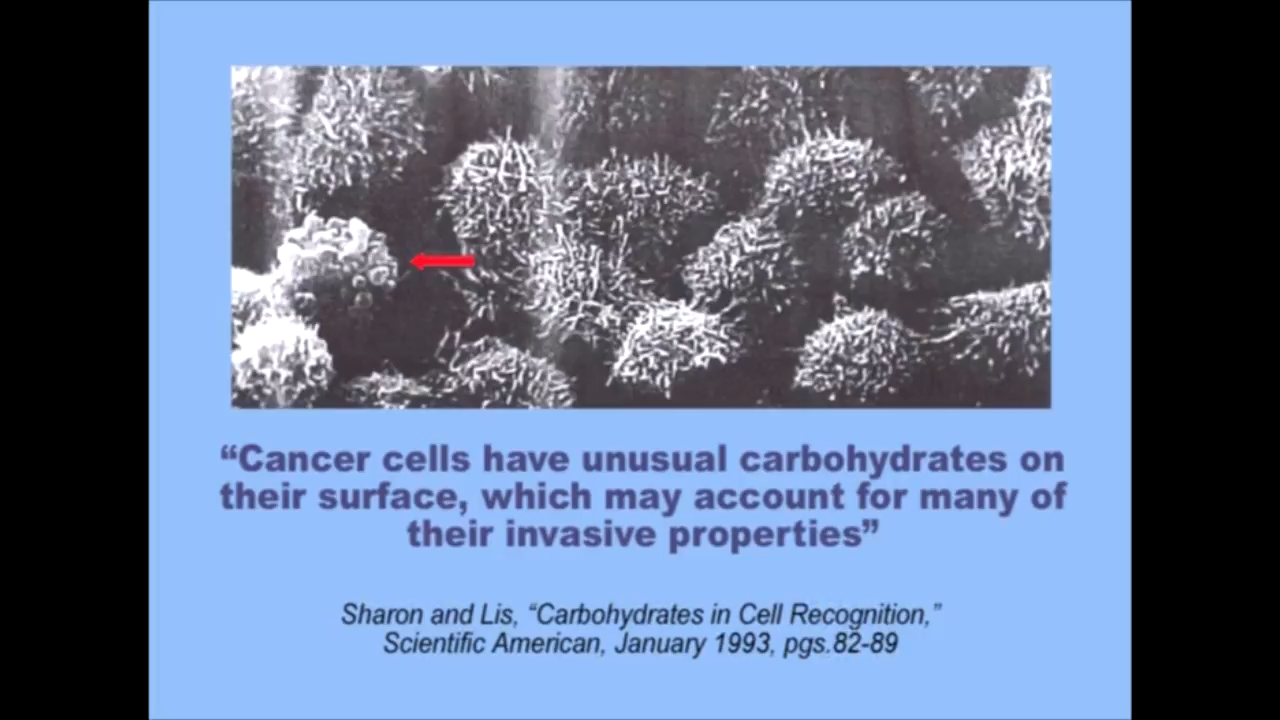 “Cancer cells have unusual carbohydrates on
their surface, which may account for many of
their invasive properties”
Sharon and Lis, “Carbohydrates in Cell Recognition,”
Scientific American, January 1993, pgs.82-89